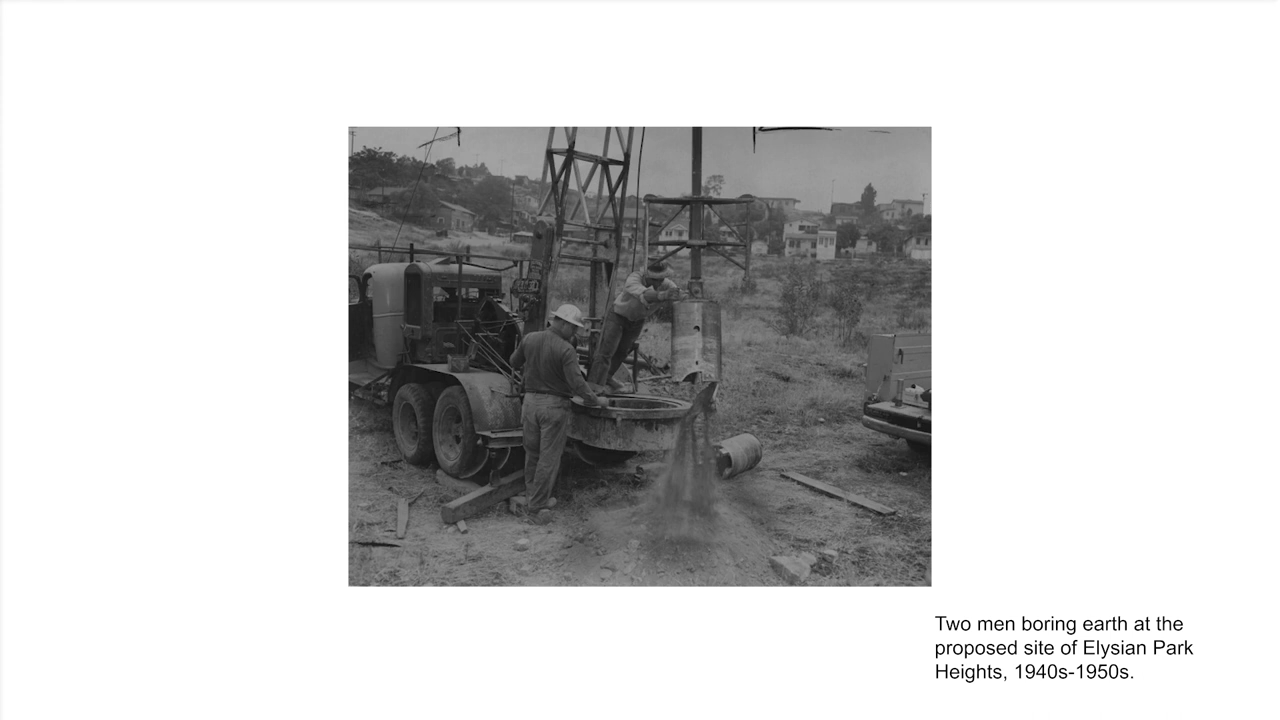 Two men boring earth at the
proposed site of Elysian Park
Heights, 1940s-1950s.